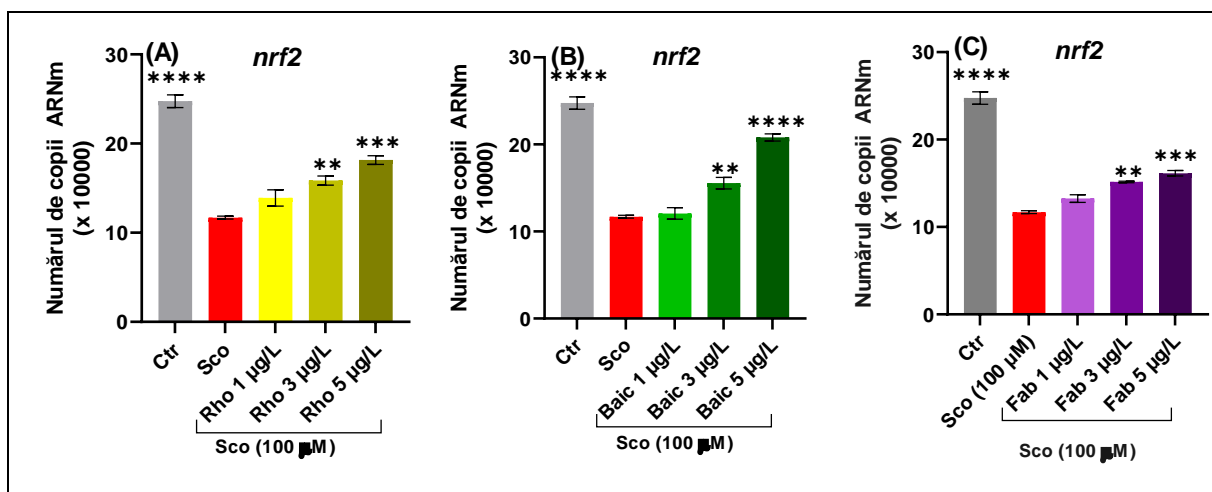 (A)
nrf2
Numărul de copii ARNm
(x 10000)
30
20
10
0
****
**
***
Ctr
Sco
Rho 1 µg/L
Rho 3 µg/L
Rho 5 µg/L
Sco (100 µM)
(B)
nrf2
Numărul de copii ARNm
(x 10000)
30
20
10
0
****
**
****
Ctr
Sco
Baic 1 µg/L
Baic 3 µg/L
Baic 5 µg/L
Sco (100 µM)
(C)
nrf2
Numărul de copii ARNm
(x 10000)
30
20
10
0
****
**
***
Ctr
Sco (100 µM)
Fab 1 µg/L
Fab 3 µg/L
Fab 5 µg/L
Sco (100 µM)